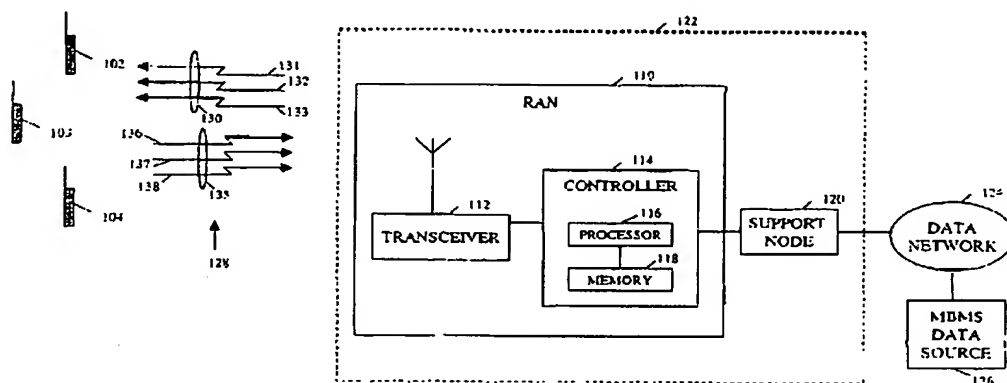 122
102
131
132
133
130
103
136
137
138
135
104
128
110
RAN
114
CONTROLLER
112
TRANSCEIVER
116
PROCESSOR
118
MEMORY
120
SUPPORT
NODE
124
DATA
NETWORK
MBMS
DATA
SOURCE
126